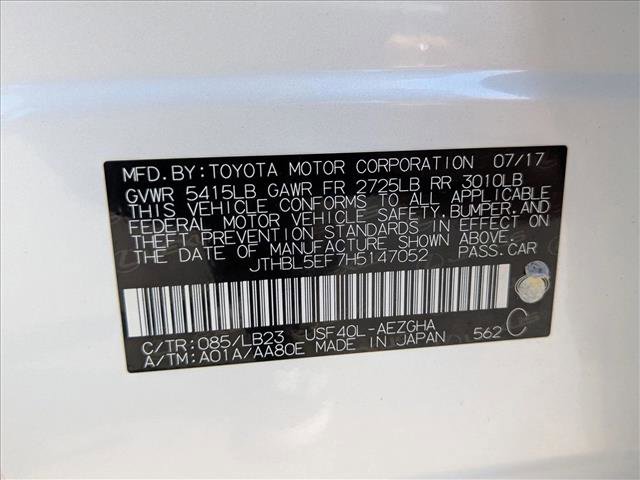 MFD.BY:TOYOTA MOTOR CORPORATION 07/17
GVWR 5415LB GAWR FR 2725LB RR 3010LB
THIS VEHICLE CONFORMS TO ALL APPLICABLE
FEDERAL MOTOR VEHICLE SAFETY,BUMPER,AND
THEFT PREVENTION STANDARDS IN EFFECT ON
THE DATE OF MANUFACTURE SHOWN ABOVE.
JTHBL5EF7H5147052 PASS.CAR
C/TR:085/LB23 USF40L-AEZGHA
A/TM:A01A/AA80E MADE IN JAPAN 562 C